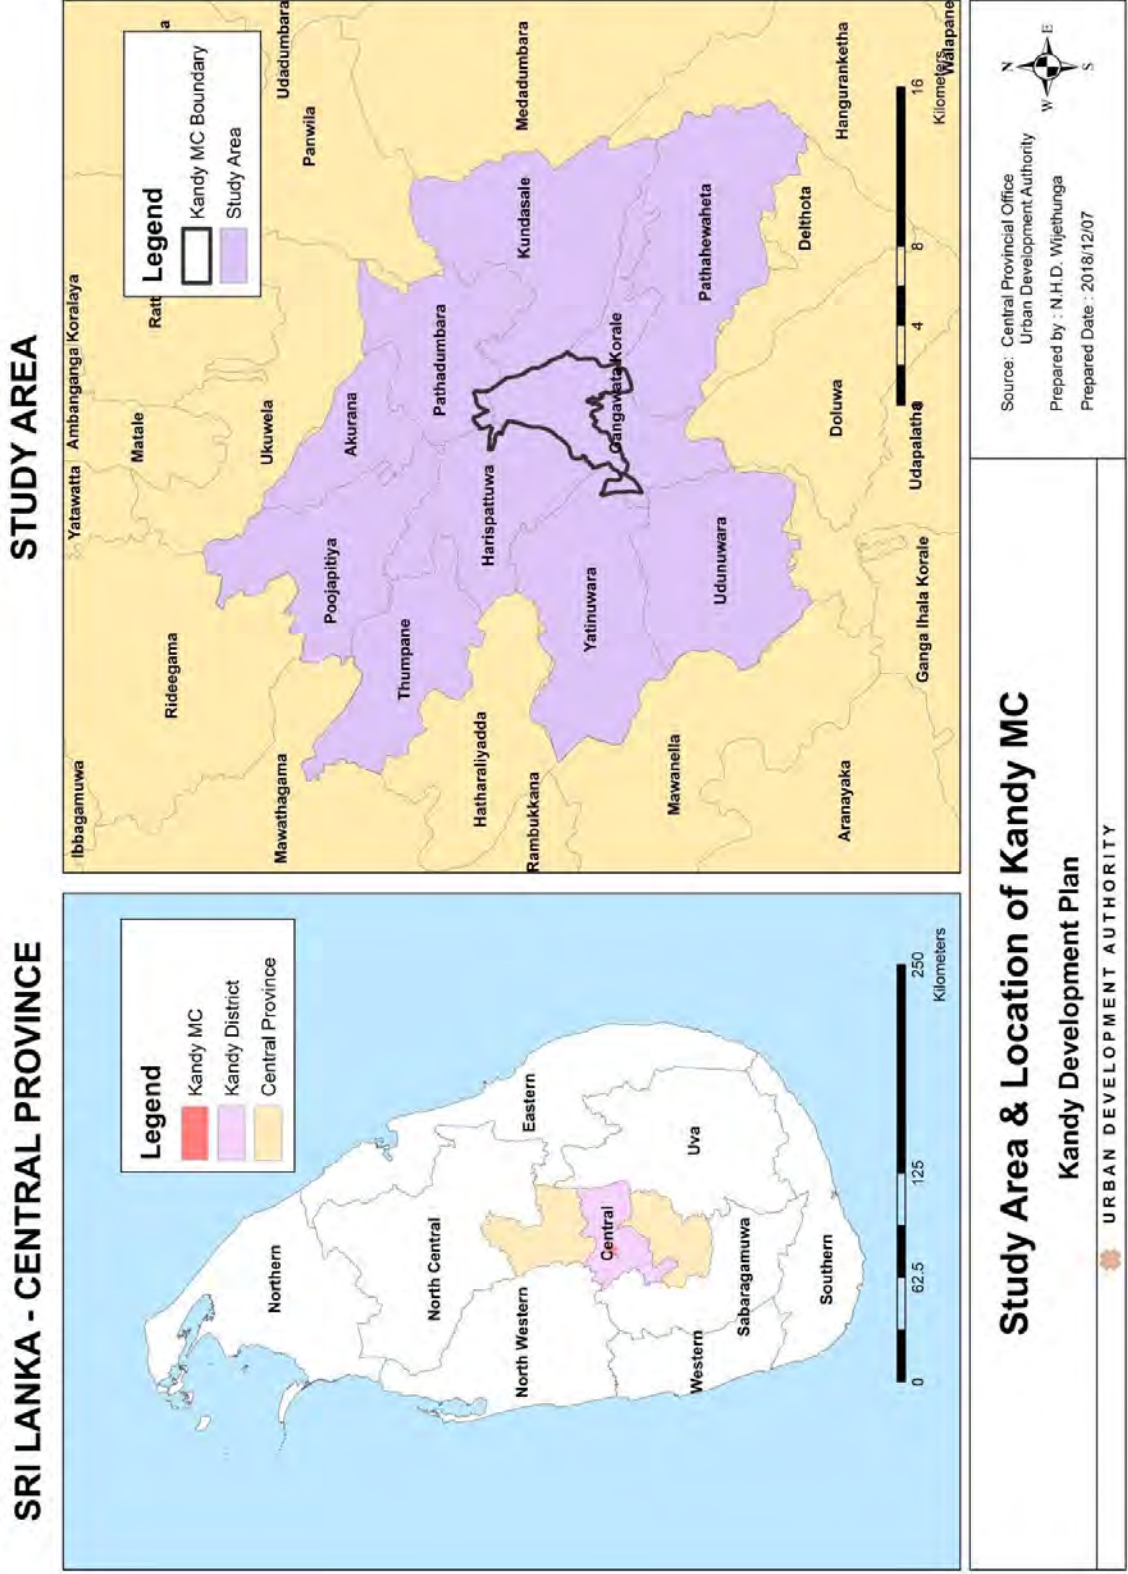 SRI LANKA - CENTRAL PROVINCE
Legend
Kandy MC
Kandy District
Central Province
Northern
North Central
Eastern
North Western
Central
Uva
Western
Sabaragamuwa
Southern
0 62.5 125 250
Kilometers
STUDY AREA
Legend
Kandy MC Boundary
Study Area
Ibbagamuwa
Yatawatta
Ambanganga Koralaya
a
Matale
Ratt
Rideegama
Ukuwela
Udadumbara
Panwila
Mawathagama
Poojapitiya
Akurana
Thumpane
Pathadumbara
Hatharaliyadda
Harispattuwa
Kundasale
Medadumbara
Rambukkana
Yatinuwara
Gangawata Korale
Mawanella
Udunuwara
Pathahewaheta
Delthota
Aranayaka
Doluwa
Hanguranketha
Ganga Ihala Korale
Udapalatha
Walapane
0 4 8 16
Kilometers
Study Area & Location of Kandy MC
Kandy Development Plan
URBAN DEVELOPMENT AUTHORITY
Source: Central Provincial Office
Urban Development Authority
Prepared by : N.H.D. Wijethunga
Prepared Date : 2018/12/07
N
W E
S